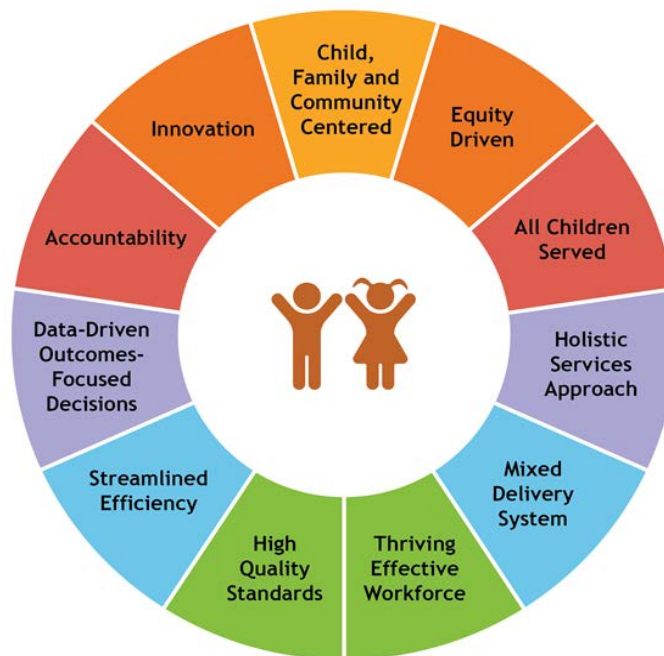 Child,
Family and
Community
Centered
Equity
Driven
All Children
Served
Holistic
Services
Approach
Mixed
Delivery
System
Thriving
Effective
Workforce
High
Quality
Standards
Streamlined
Efficiency
Data-Driven
Outcomes-
Focused
Decisions
Accountability
Innovation